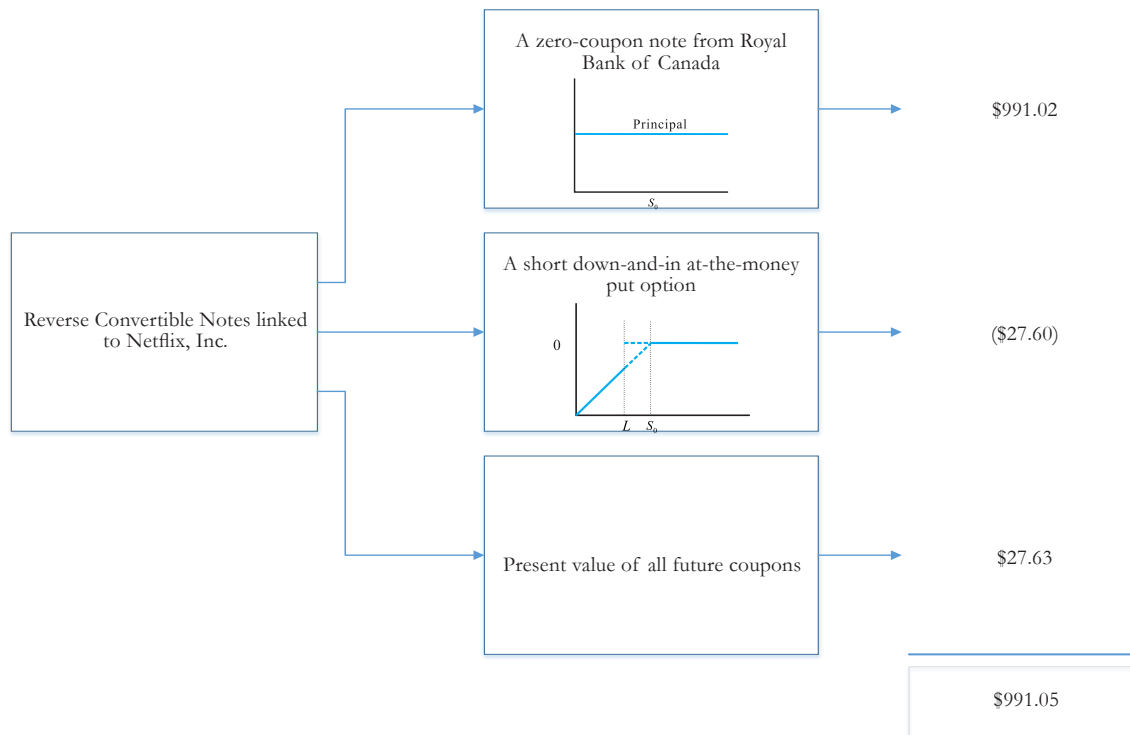 A zero-coupon note from Royal
Bank of Canada
Principal
S₀
$991.02
Reverse Convertible Notes linked
to Netflix, Inc.
A short down-and-in at-the-money
put option
0
L S₀
($27.60)
Present value of all future coupons
$27.63
$991.05